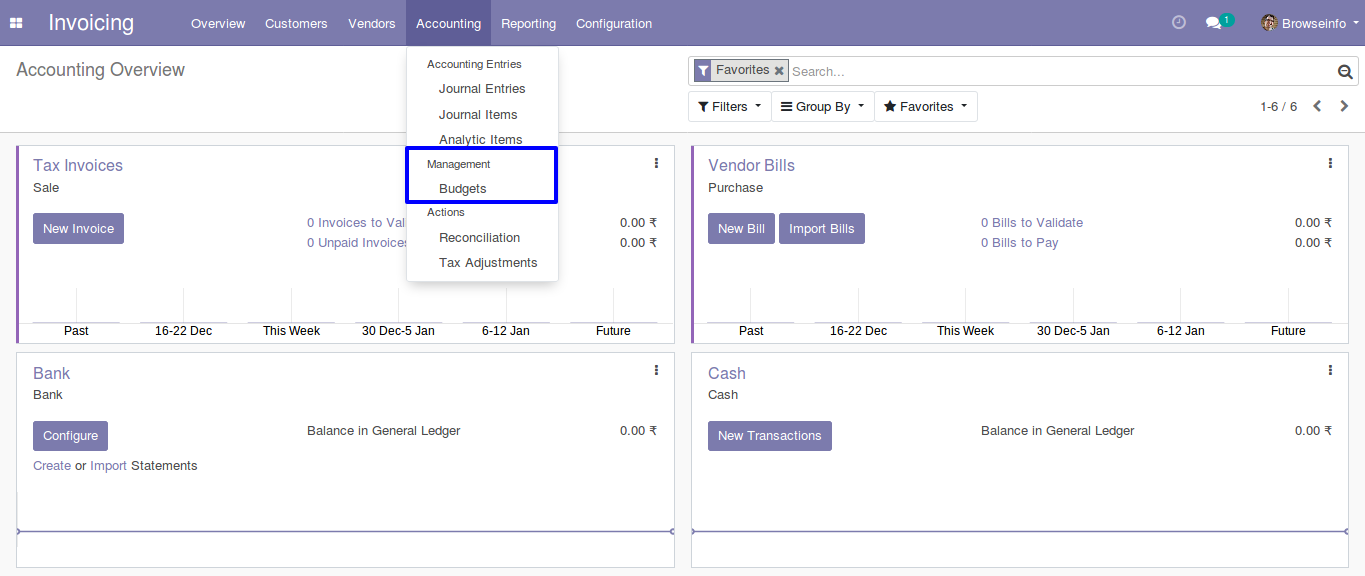 Invoicing Overview Customers Vendors Accounting Reporting Configuration 1 Browseinfo
Accounting Overview
Favorites Search...
Filters Group By Favorites 1-6 / 6
Accounting Entries
Journal Entries
Journal Items
Analytic Items
Management
Budgets
Actions
Reconciliation
Tax Adjustments
Tax Invoices
Sale
New Invoice
0 Invoices to Val 0.00 ₹
0 Unpaid Invoices 0.00 ₹
Past 16-22 Dec This Week 30 Dec-5 Jan 6-12 Jan Future
Vendor Bills
Purchase
New Bill Import Bills
0 Bills to Validate 0.00 ₹
0 Bills to Pay 0.00 ₹
Past 16-22 Dec This Week 30 Dec-5 Jan 6-12 Jan Future
Bank
Bank
Configure Balance in General Ledger 0.00 ₹
Create or Import Statements
Cash
Cash
New Transactions Balance in General Ledger 0.00 ₹